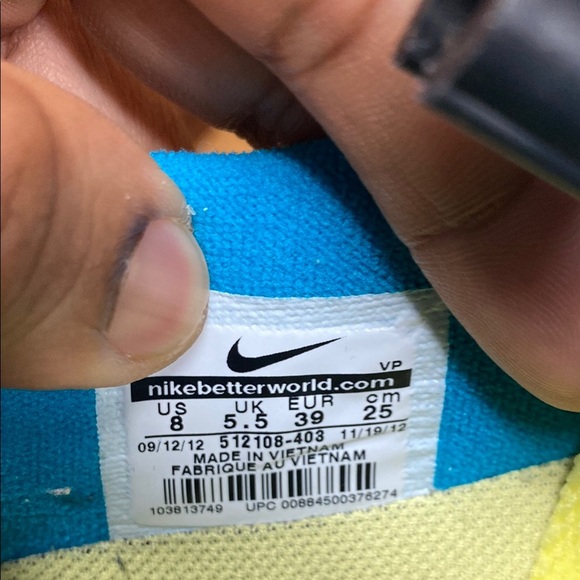 VP
nikebetterworld.com
US UK EUR cm
8 5.5 39 25
09/12/12 512108-403 11/19/12
MADE IN VIETNAM
FABRIQUE AU VIETNAM
103813749 UPC 00884500376274